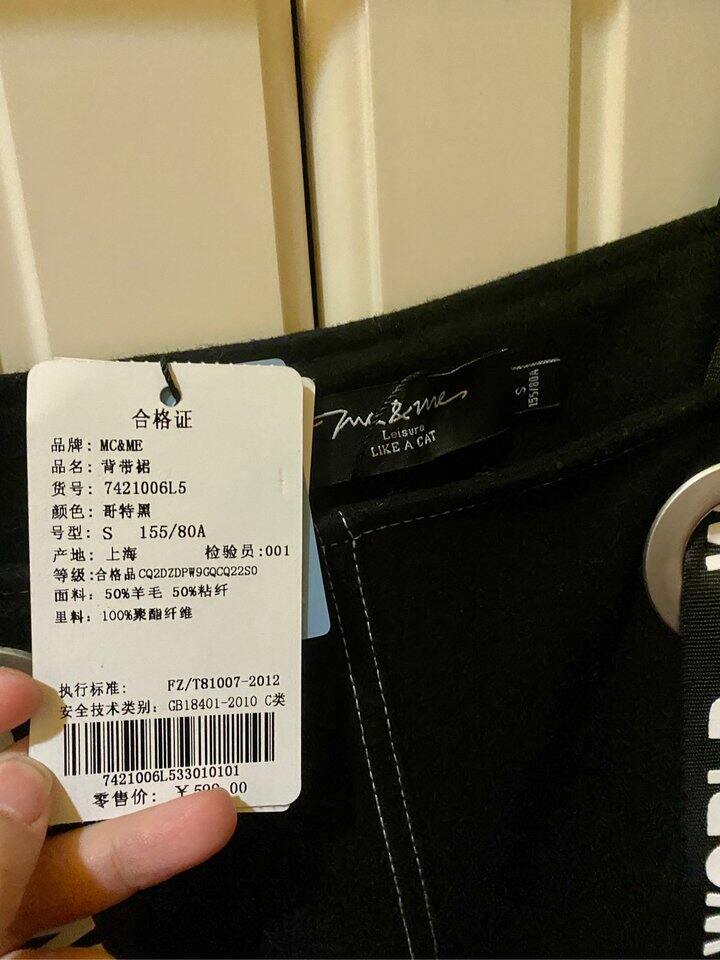 合格证
品牌: MC&ME
品名: 背带裙
货号: 7421006L5
颜色: 哥特黑
号型: S 155/80A
产地: 上海 检验员:001
等级:合格品CQ2DZDPW9GQCQ22S0
面料: 50%羊毛 50%粘纤
里料: 100%聚酯纤维
执行标准: FZ/T81007-2012
安全技术类别: GB18401-2010 C类
7421006L533010101
零售价:
mc.&me
Leisure
LIKE A CAT
S
155/80A
WORLD